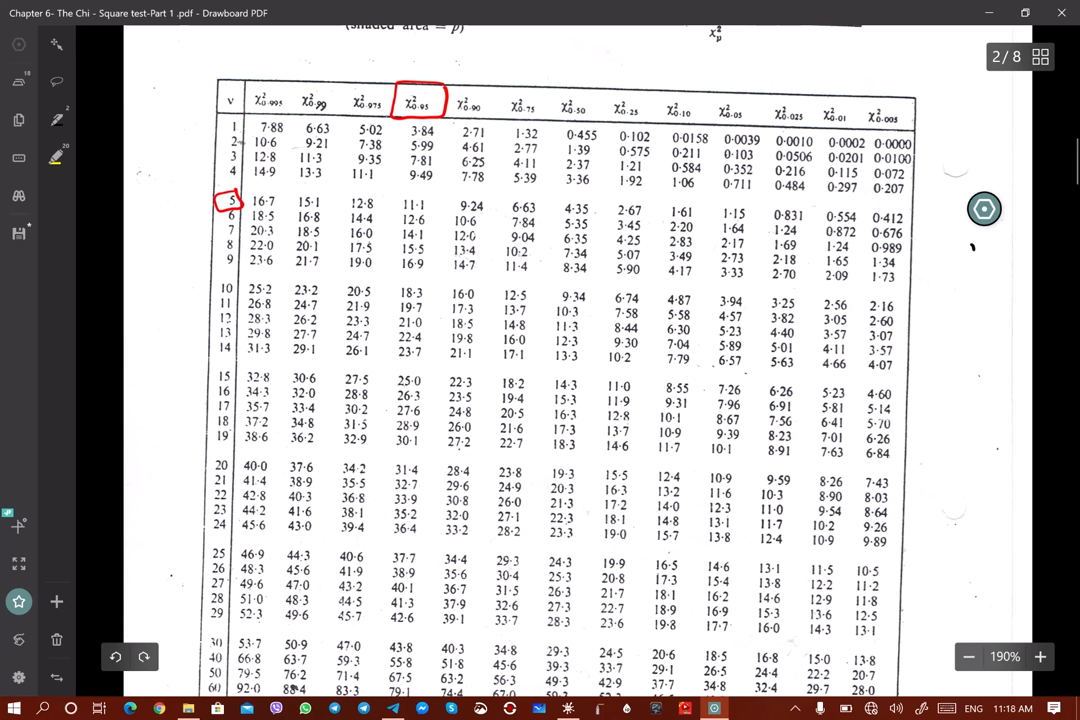 Chapter 6- The Chi - Square test-Part 1 .pdf - Drawboard PDF
(shaded area = p)
χ²p
2/8
18
2
20
ν χ²0·995 χ²0·99 χ²0·975 χ²0·95 χ²0·90 χ²0·75 χ²0·50 χ²0·25 χ²0·10 χ²0·05 χ²0·025 χ²0·01 χ²0·005
1 7·88 6·63 5·02 3·84 2·71 1·32 0·455 0·102 0·0158 0·0039 0·0010 0·0002 0·0000
2 10·6 9·21 7·38 5·99 4·61 2·77 1·39 0·575 0·211 0·103 0·0506 0·0201 0·0100
3 12·8 11·3 9·35 7·81 6·25 4·11 2·37 1·21 0·584 0·352 0·216 0·115 0·072
4 14·9 13·3 11·1 9·49 7·78 5·39 3·36 1·92 1·06 0·711 0·484 0·297 0·207
5 16·7 15·1 12·8 11·1 9·24 6·63 4·35 2·67 1·61 1·15 0·831 0·554 0·412
6 18·5 16·8 14·4 12·6 10·6 7·84 5·35 3·45 2·20 1·64 1·24 0·872 0·676
7 20·3 18·5 16·0 14·1 12·0 9·04 6·35 4·25 2·83 2·17 1·69 1·24 0·989
8 22·0 20·1 17·5 15·5 13·4 10·2 7·34 5·07 3·49 2·73 2·18 1·65 1·34
9 23·6 21·7 19·0 16·9 14·7 11·4 8·34 5·90 4·17 3·33 2·70 2·09 1·73
10 25·2 23·2 20·5 18·3 16·0 12·5 9·34 6·74 4·87 3·94 3·25 2·56 2·16
11 26·8 24·7 21·9 19·7 17·3 13·7 10·3 7·58 5·58 4·57 3·82 3·05 2·60
12 28·3 26·2 23·3 21·0 18·5 14·8 11·3 8·44 6·30 5·23 4·40 3·57 3·07
13 29·8 27·7 24·7 22·4 19·8 16·0 12·3 9·30 7·04 5·89 5·01 4·11 3·57
14 31·3 29·1 26·1 23·7 21·1 17·1 13·3 10·2 7·79 6·57 5·63 4·66 4·07
15 32·8 30·6 27·5 25·0 22·3 18·2 14·3 11·0 8·55 7·26 6·26 5·23 4·60
16 34·3 32·0 28·8 26·3 23·5 19·4 15·3 11·9 9·31 7·96 6·91 5·81 5·14
17 35·7 33·4 30·2 27·6 24·8 20·5 16·3 12·8 10·1 8·67 7·56 6·41 5·70
18 37·2 34·8 31·5 28·9 26·0 21·6 17·3 13·7 10·9 9·39 8·23 7·01 6·26
19 38·6 36·2 32·9 30·1 27·2 22·7 18·3 14·6 11·7 10·1 8·91 7·63 6·84
20 40·0 37·6 34·2 31·4 28·4 23·8 19·3 15·5 12·4 10·9 9·59 8·26 7·43
21 41·4 38·9 35·5 32·7 29·6 24·9 20·3 16·3 13·2 11·6 10·3 8·90 8·03
22 42·8 40·3 36·8 33·9 30·8 26·0 21·3 17·2 14·0 12·3 11·0 9·54 8·64
23 44·2 41·6 38·1 35·2 32·0 27·1 22·3 18·1 14·8 13·1 11·7 10·2 9·26
24 45·6 43·0 39·4 36·4 33·2 28·2 23·3 19·0 15·7 13·8 12·4 10·9 9·89
25 46·9 44·3 40·6 37·7 34·4 29·3 24·3 19·9 16·5 14·6 13·1 11·5 10·5
26 48·3 45·6 41·9 38·9 35·6 30·4 25·3 20·8 17·3 15·4 13·8 12·2 11·2
27 49·6 47·0 43·2 40·1 36·7 31·5 26·3 21·7 18·1 16·2 14·6 12·9 11·8
28 51·0 48·3 44·5 41·3 37·9 32·6 27·3 22·7 18·9 16·9 15·3 13·6 12·5
29 52·3 49·6 45·7 42·6 39·1 33·7 28·3 23·6 19·8 17·7 16·0 14·3 13·1
30 53·7 50·9 47·0 43·8 40·3 34·8 29·3 24·5 20·6 18·5 16·8 15·0 13·8
40 66·8 63·7 59·3 55·8 51·8 45·6 39·3 33·7 29·1 26·5 24·4 22·2 20·7
50 79·5 76·2 71·4 67·5 63·2 56·3 49·3 42·9 37·7 34·8 32·4 29·7 28·0
60 92·0 88·4 83·3 79·1 74·4 67·0
190%
ENG 11:18 AM